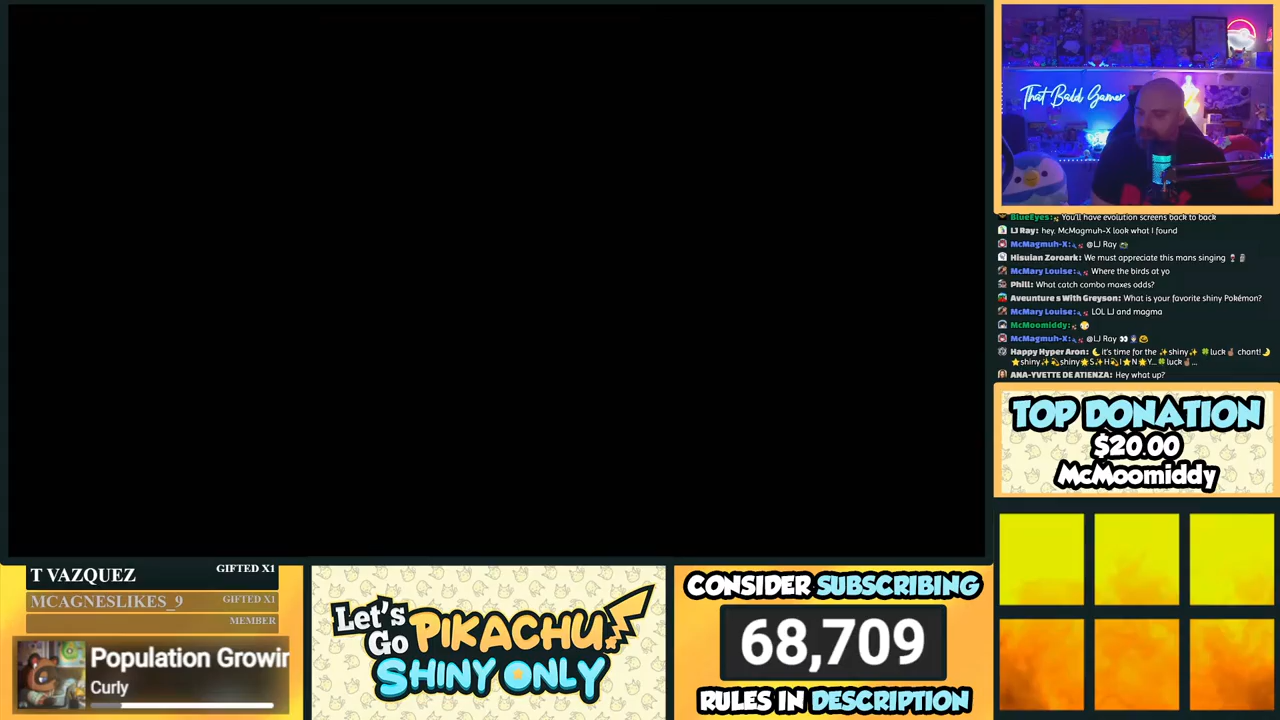 That Bald Gamer
BlueEyes: You'll have evolution screens back to back
LJ Ray: hey, McMagmuh-X look what I found
McMagmuh-X: @LJ Ray
Hisuian Zoroark: We must appreciate this mans singing
McMary Louise: Where the birds at yo
Phill: What catch combo maxes odds?
Aveunture s With Greyson: What is your favorite shiny Pokémon?
McMary Louise: LOL LJ and magma
McMoomiddy:
McMagmuh-X: @LJ Ray
Happy Hyper Aron: it's time for the shiny luck chant!
shiny shiny S H I N Y... luck ...
ANA-YVETTE DE ATIENZA: Hey what up?
TOP DONATION
$20.00
McMoomiddy
T VAZQUEZ GIFTED X1
MCAGNESLIKES_9 GIFTED X1
MEMBER
Population Growin
Curly
Let's Go PIKACHU!
SHINY ONLY
CONSIDER SUBSCRIBING
68,709
RULES IN DESCRIPTION